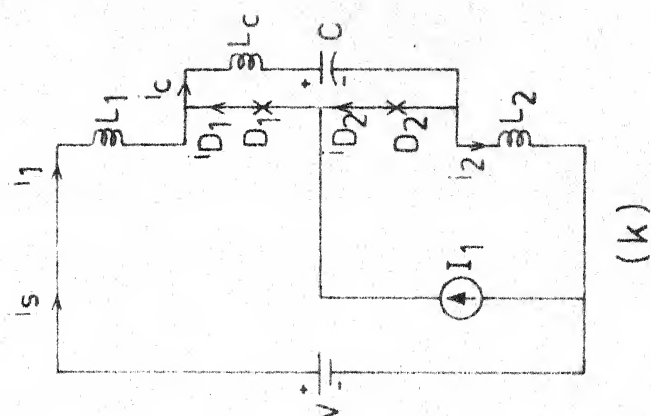 i1
L1
is
iC
LC
C
+
-
iD1
D1
iD2
D2
i2
L2
I1
V
+
-
(k)